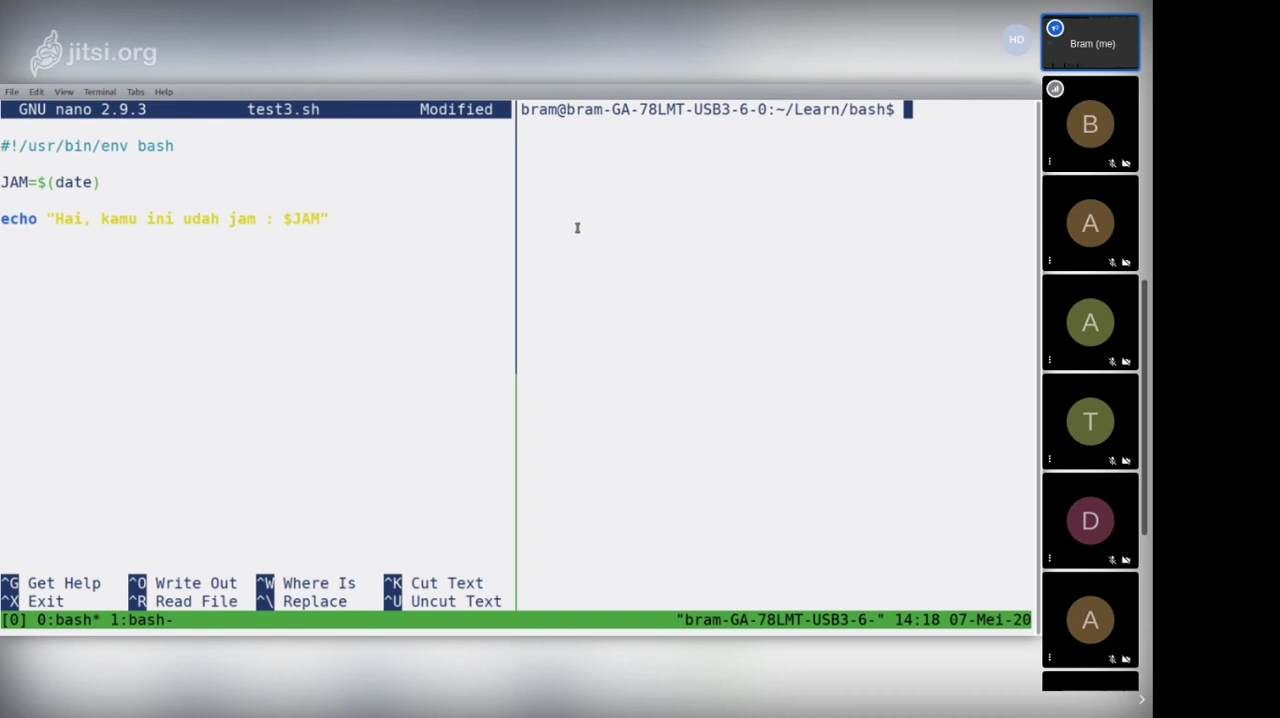 jitsi.org
HD
Bram (me)
File Edit View Terminal Tabs Help
GNU nano 2.9.3 test3.sh Modified
bram@bram-GA-78LMT-USB3-6-0:~/Learn/bash$
#!/usr/bin/env bash
JAM=$(date)
echo "Hai, kamu ini udah jam : $JAM"
B
A
A
T
D
A
^G Get Help ^O Write Out ^W Where Is ^K Cut Text
^X Exit ^R Read File ^\ Replace ^U Uncut Text
[0] 0:bash* 1:bash- "bram-GA-78LMT-USB3-6-" 14:18 07-Mei-20